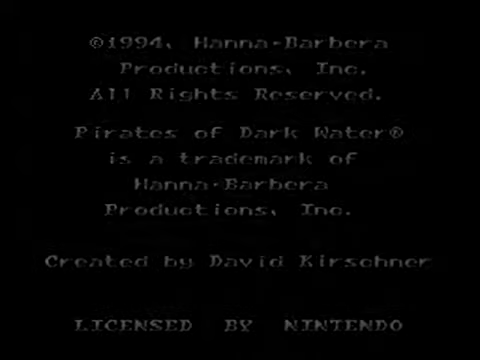 ©1994, Hanna-Barbera
Productions, Inc.
All Rights Reserved.
Pirates of Dark Water®
is a trademark of
Hanna-Barbera
Productions, Inc.
Created by David Kirschner
LICENSED BY NINTENDO